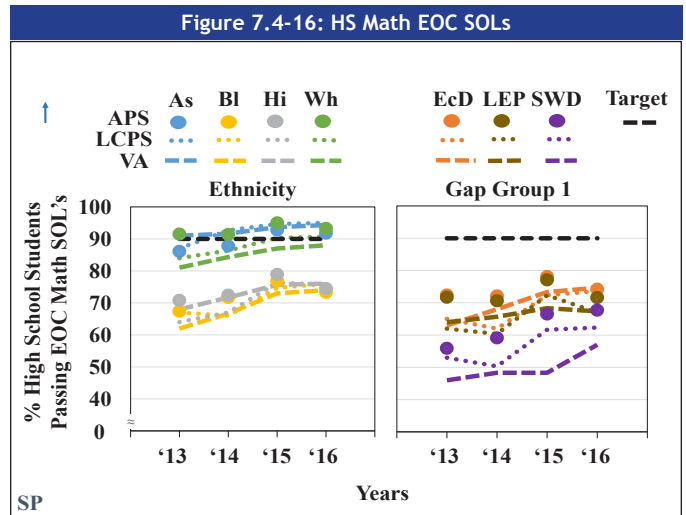 Figure 7.4-16: HS Math EOC SOLs
As Bl Hi Wh EcD LEP SWD Target
APS
LCPS
VA
Ethnicity Gap Group 1
% High School Students
Passing EOC Math SOL's
100
90
80
70
60
50
40
≈
0
‘13 ‘14 ‘15 ‘16 ‘13 ‘14 ‘15 ‘16
Years
SP